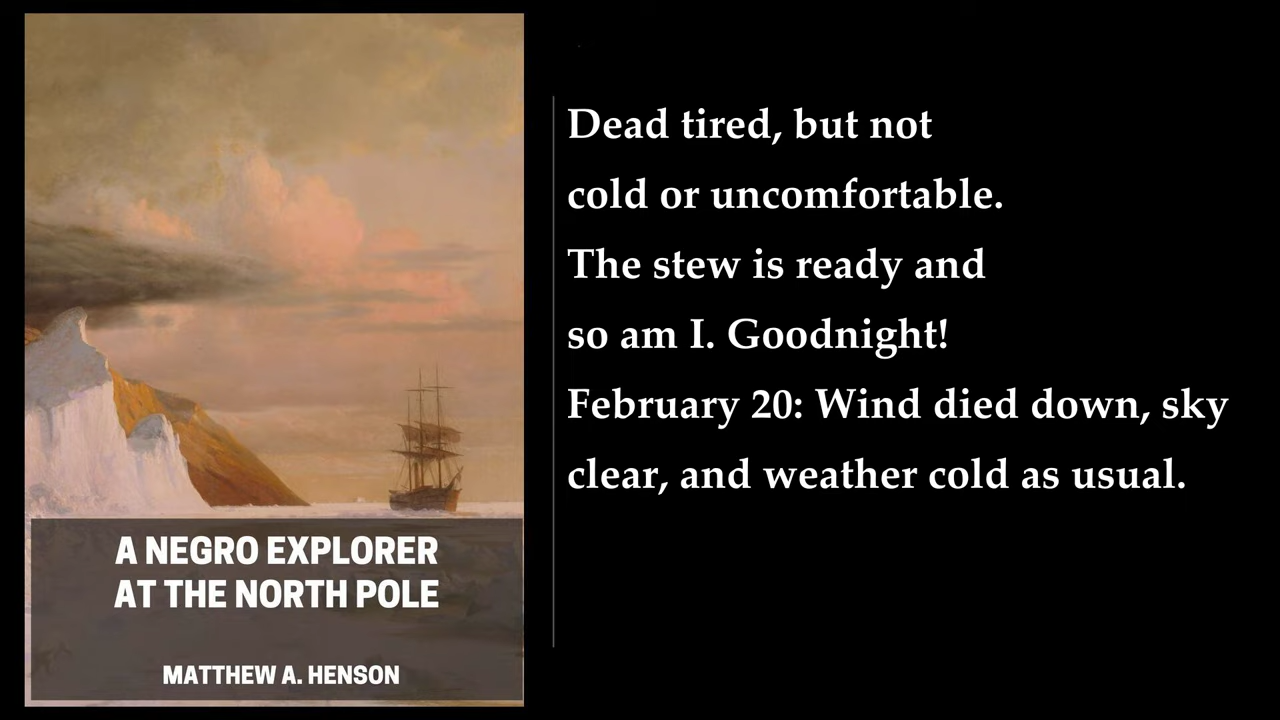 Dead tired, but not
cold or uncomfortable.
The stew is ready and
so am I. Goodnight!
February 20: Wind died down, sky
clear, and weather cold as usual.
A NEGRO EXPLORER
AT THE NORTH POLE
MATTHEW A. HENSON